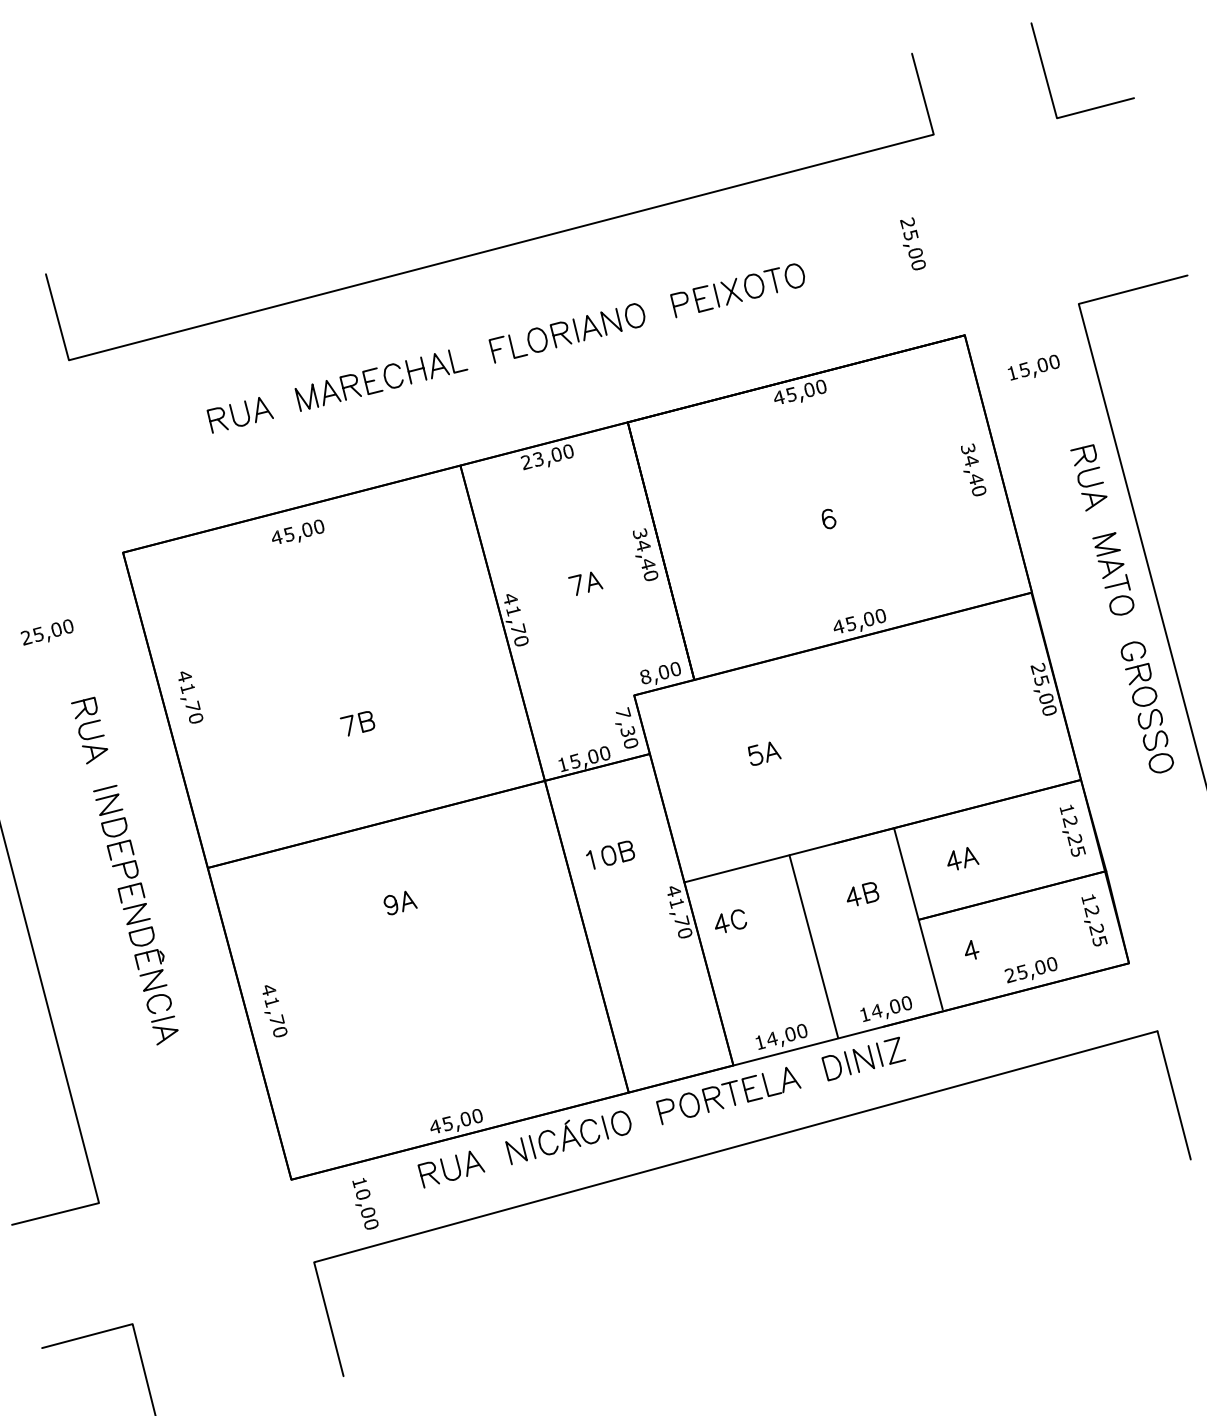 25,00
RUA MARECHAL FLORIANO PEIXOTO
15,00
45,00
23,00
45,00
34,40
6
34,40
7A
41,70
45,00
25,00
41,70
7B
8,00
7,30
15,00
25,00
5A
RUA MATO GROSSO
RUA INDEPENDÊNCIA
9A
10B
41,70
4C
4B
4A
12,25
4
12,25
25,00
14,00
14,00
41,70
45,00
RUA NICÁCIO PORTELA DINIZ
10,00